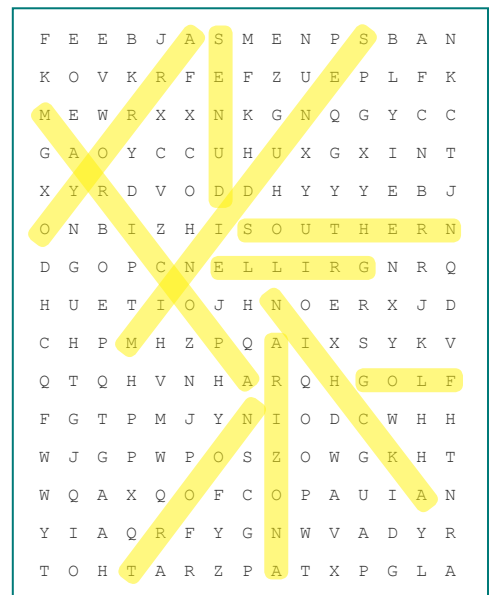 F E E B J A S M E N P S B A N
K O V K R F E F Z U E P L F K
M E W R X X N K G N Q G Y C C
G A O Y C C U H U X G X I N T
X Y R D V O D D H Y Y Y E B J
O N B I Z H I S O U T H E R N
D G O P C N E L L I R G N R Q
H U E T I O J H N O E R X J D
C H P M H Z P Q A I X S Y K V
Q T Q H V N H A R Q H G O L F
F G T P M J Y N I O D C W H H
W J G P W P O S Z O W G K H T
W Q A X Q O F C O P A U I A N
Y I A Q R F Y G N W V A D Y R
T O H T A R Z P A T X P G L A